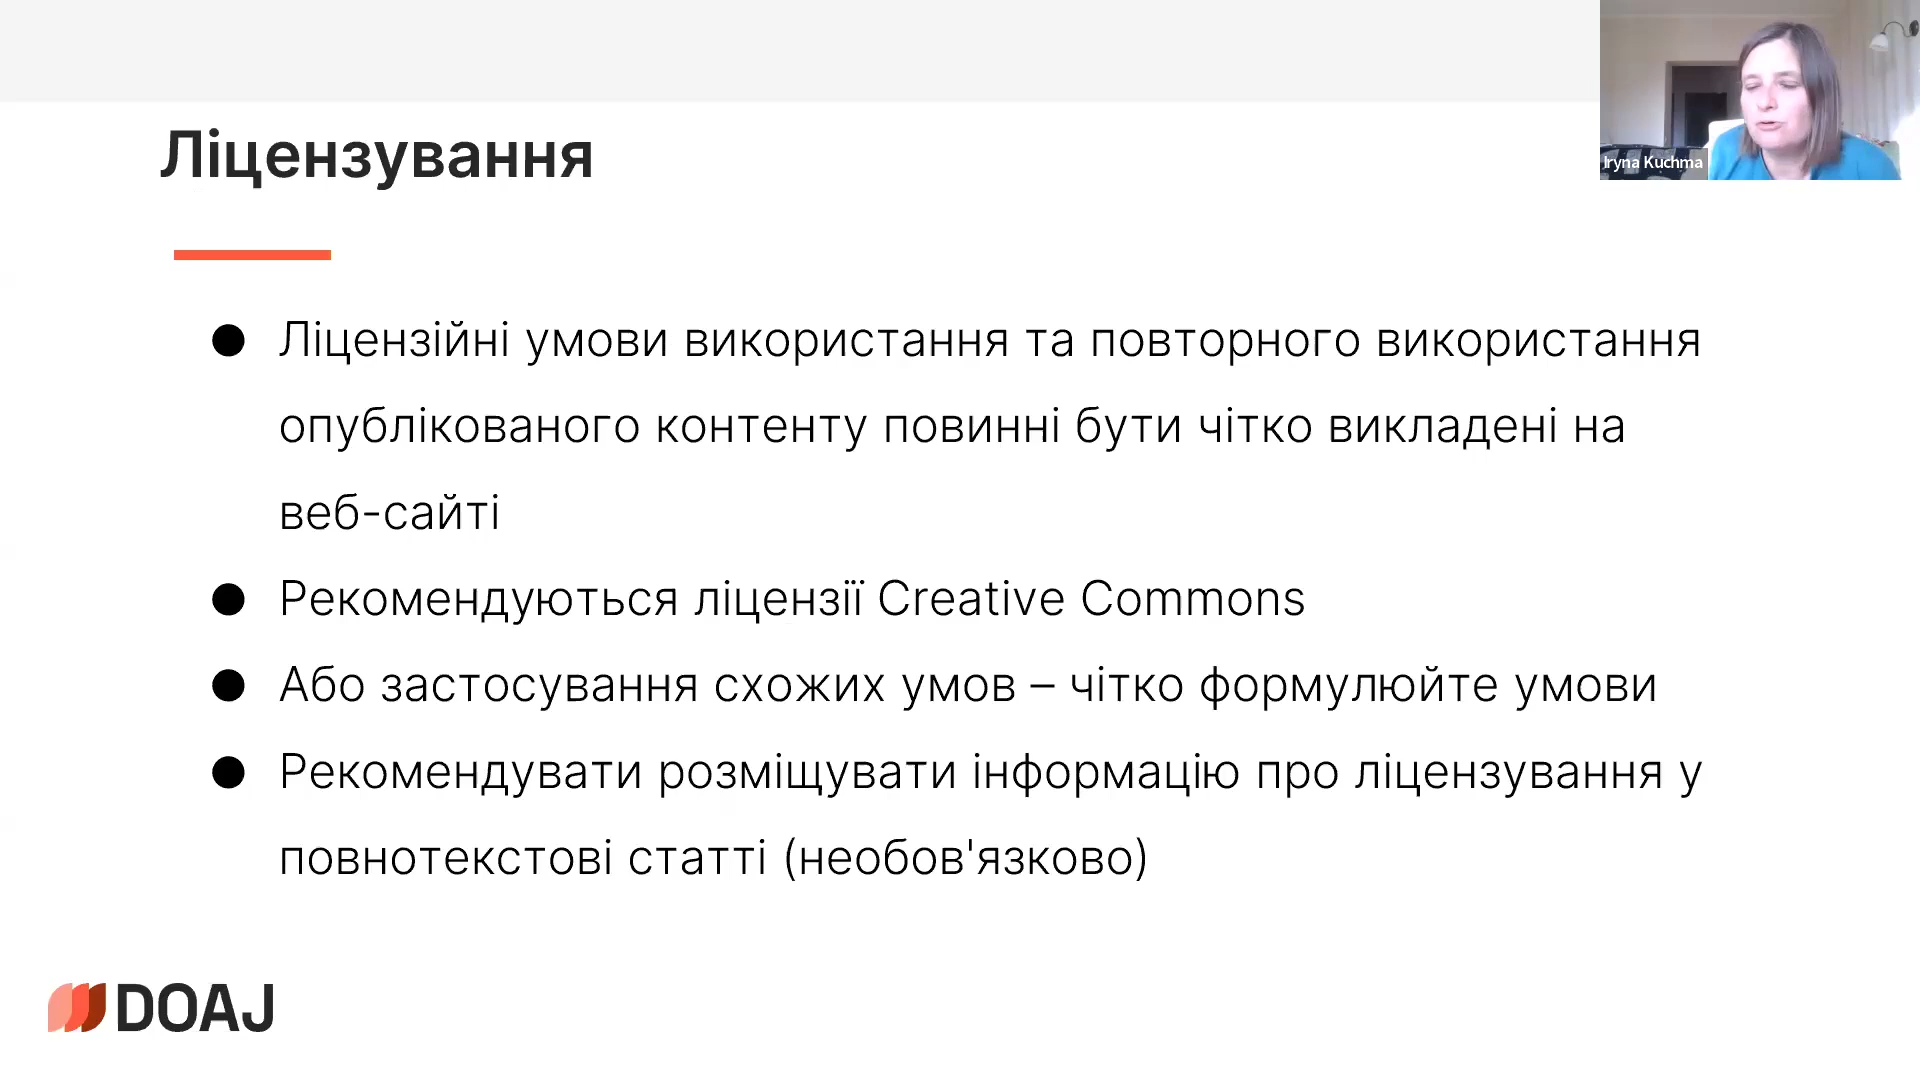 Ліцензування
Iryna Kuchma
● Ліцензійні умови використання та повторного використання
опублікованого контенту повинні бути чітко викладені на
веб-сайті
● Рекомендуються ліцензії Creative Commons
● Або застосування схожих умов – чітко формулюйте умови
● Рекомендувати розміщувати інформацію про ліцензування у
повнотекстові статті (необов'язково)
DOAJ